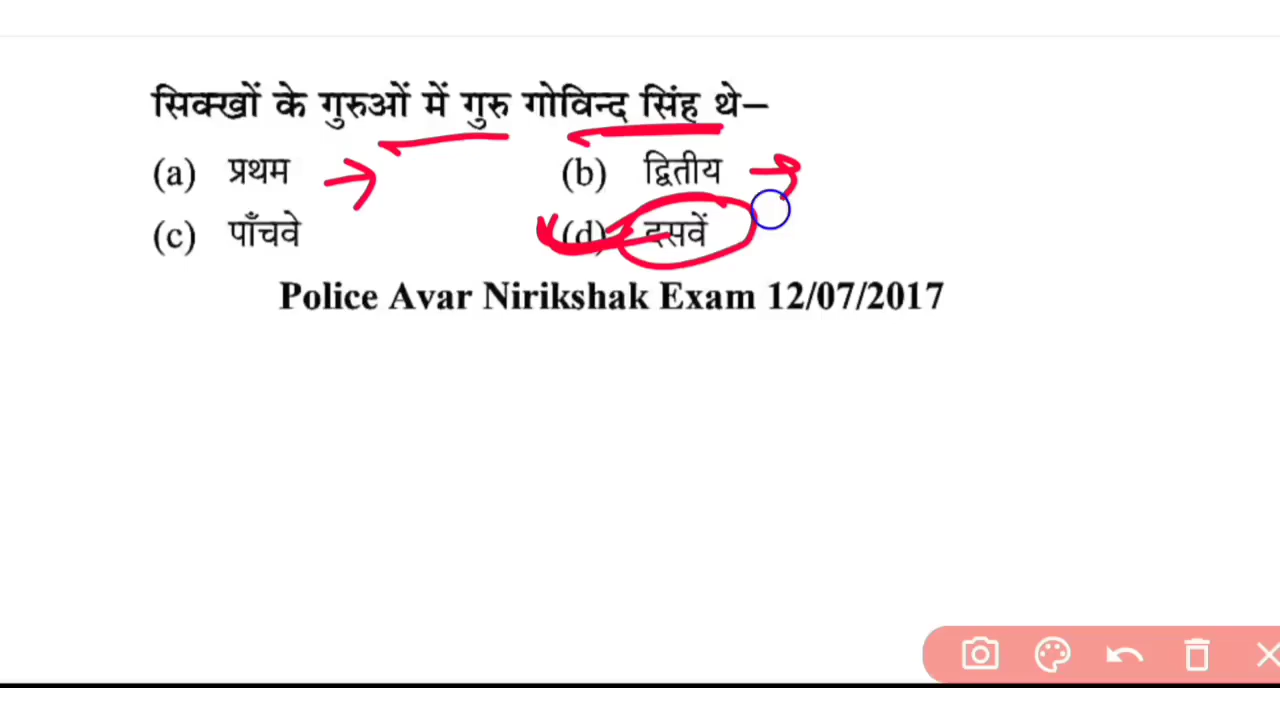 सिक्खों के गुरुओं में गुरु गोविन्द सिंह थे–
(a) प्रथम (b) द्वितीय
(c) पाँचवे (d) दसवें
Police Avar Nirikshak Exam 12/07/2017